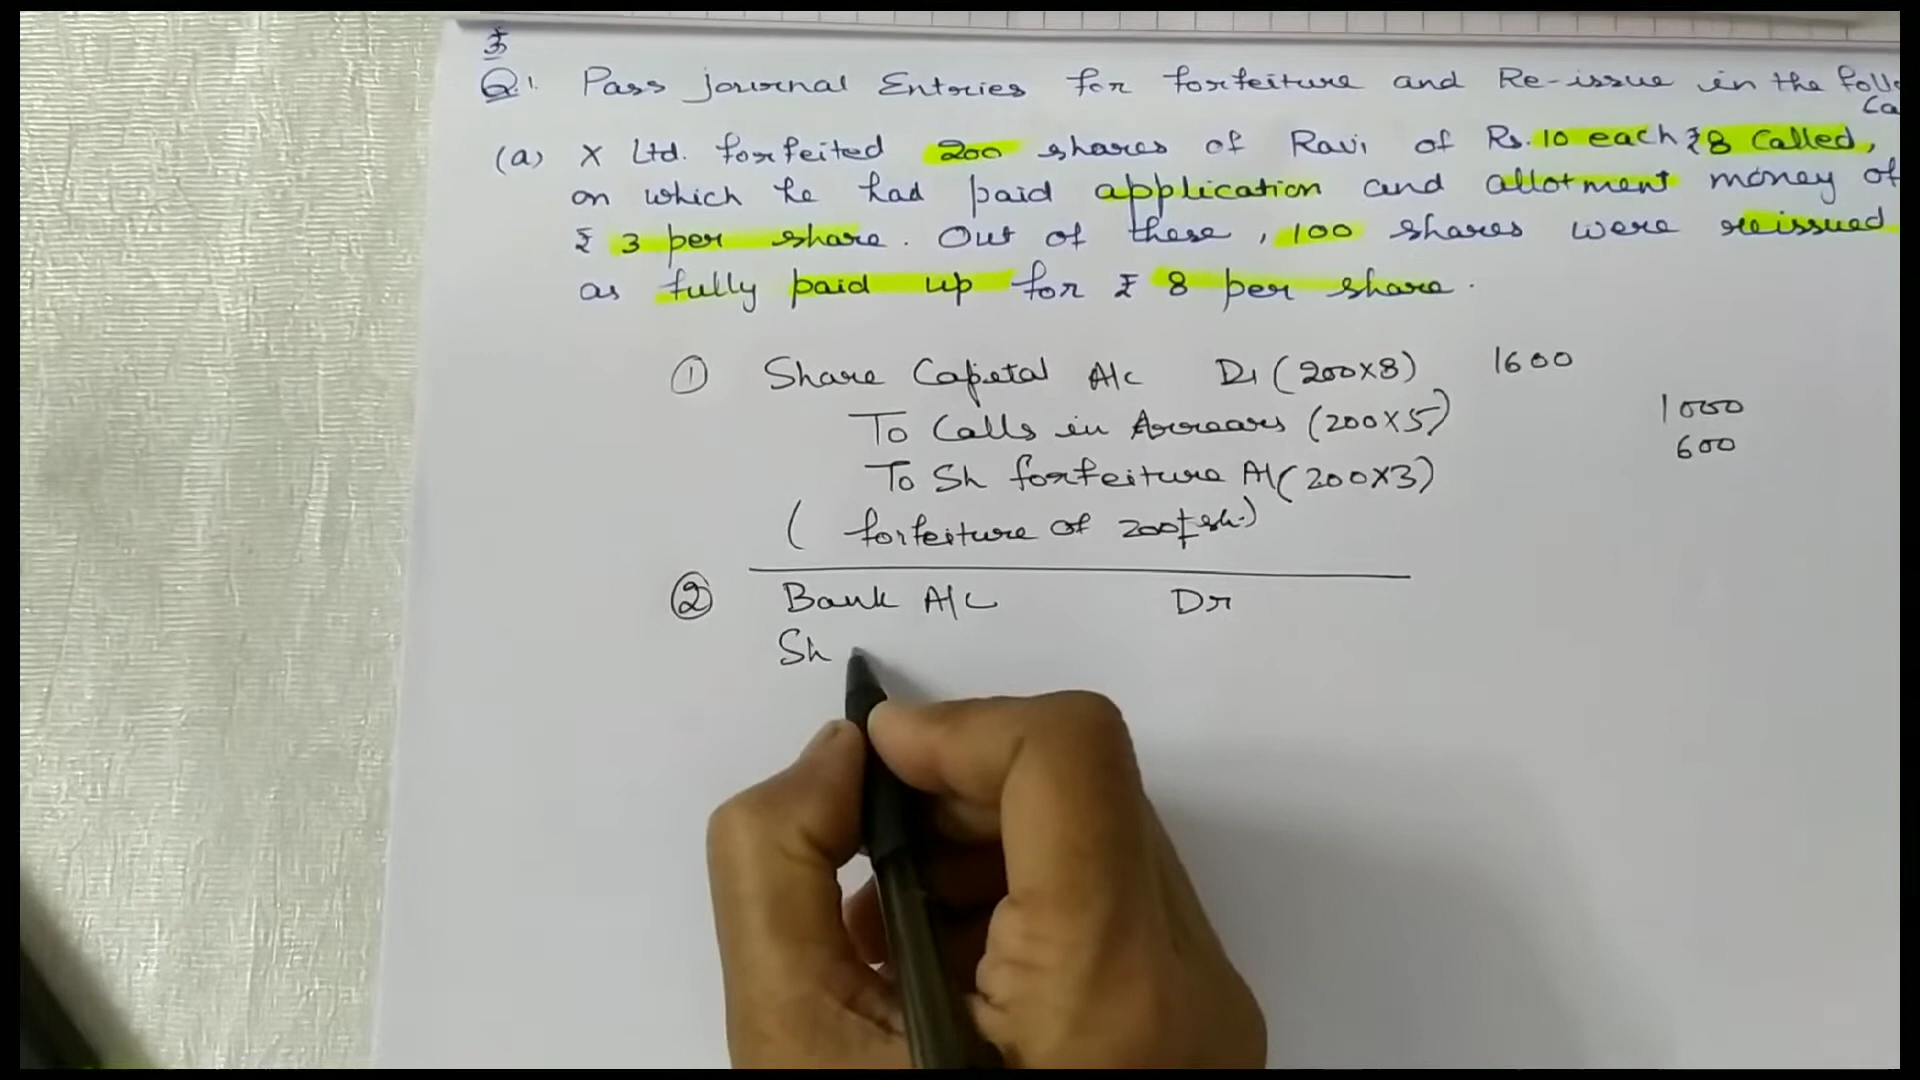 Q.1. Pass journal Entries for forfeiture and Re-issue in the
(a) X Ltd. forfeited 200 shares of Ravi of Rs. 10 each ₹8 Called,
on which he had paid application and allotment money of
₹ 3 per share. Out of these, 100 shares were reissued
as fully paid up for ₹ 8 per share.
① Share Capital A/c Dr (200×8) 1600
To Calls in Arrears (200×5) 1000
To Sh forfeiture A/( 200×3) 600
( forfeiture of 200 sh.)
② Bank A/C Dr
Sh